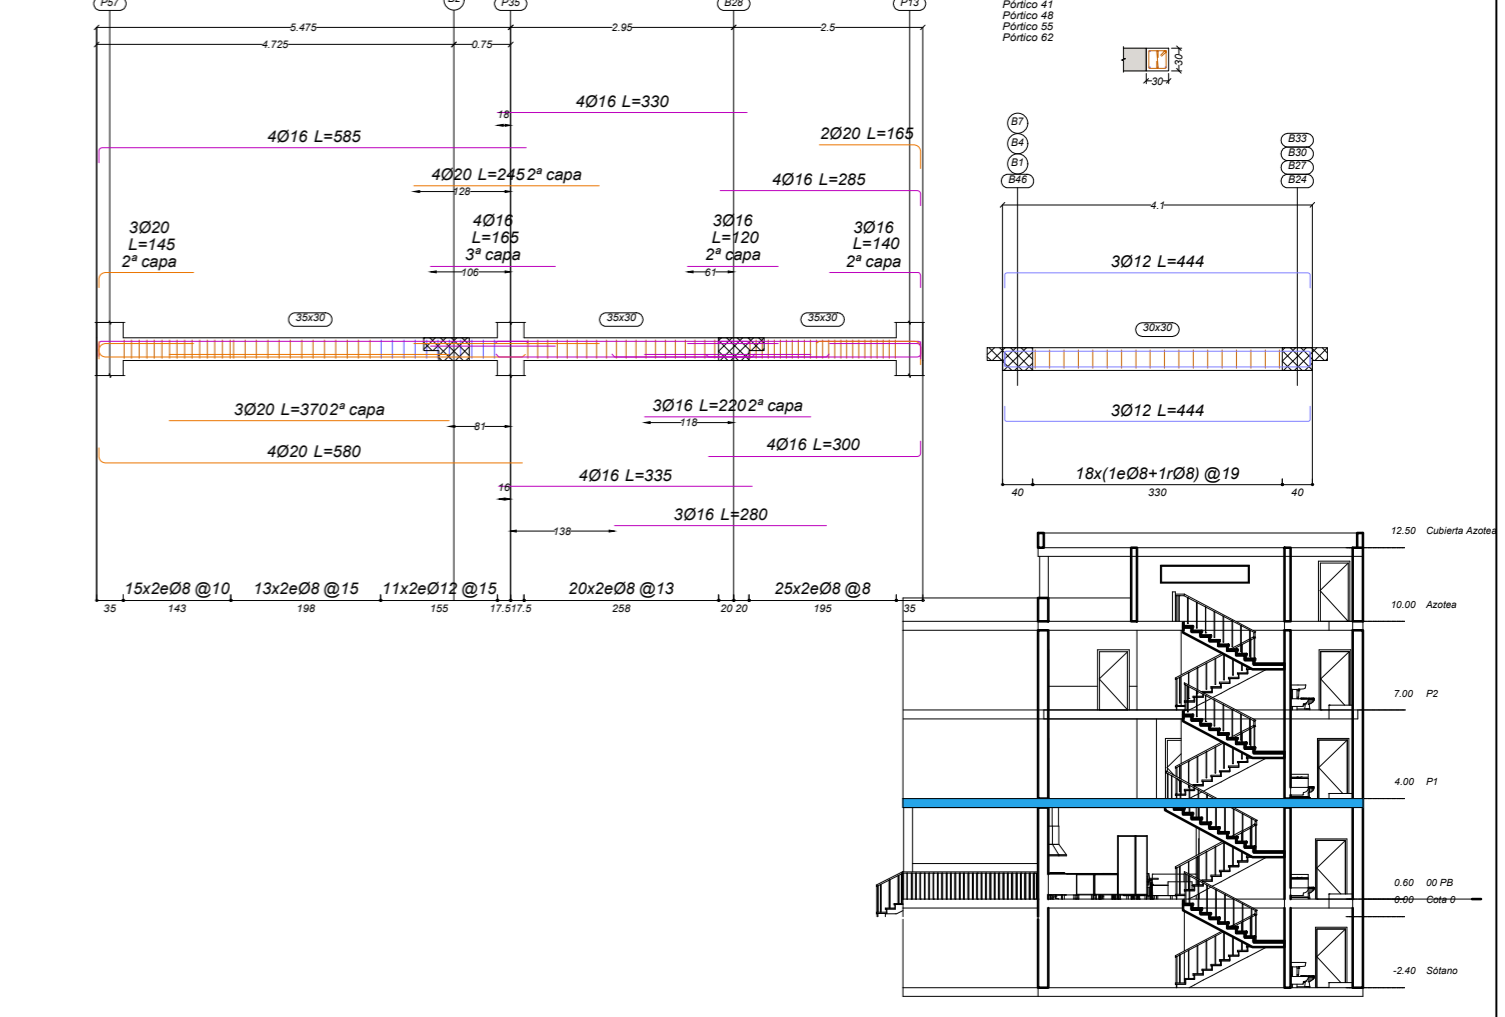 P57
B2
P35
B28
P13
5.475
2.95
2.5
4.725
0.75
4Ø16 L=330
18
4Ø16 L=585
2Ø20 L=165
4Ø20 L=245 2ª capa
128
4Ø16 L=285
3Ø20
L=145
2ª capa
4Ø16
L=165
3ª capa
106
3Ø16
L=120
2ª capa
61
3Ø16
L=140
2ª capa
35x30
35x30
35x30
3Ø20 L=370 2ª capa
81
3Ø16 L=220 2ª capa
118
4Ø20 L=580
4Ø16 L=300
4Ø16 L=335
16
3Ø16 L=280
138
15x2eØ8 @10
13x2eØ8 @15
11x2eØ12 @15
20x2eØ8 @13
25x2eØ8 @8
35
143
198
155
17.5
17.5
258
20
20
195
35
Pórtico 41
Pórtico 48
Pórtico 55
Pórtico 62
30
30
B7
B4
B1
B46
B33
B30
B27
B24
4.1
3Ø12 L=444
30x30
3Ø12 L=444
18x(1eØ8+1rØ8) @19
40
330
40
12.50 Cubierta Azotea
10.00 Azotea
7.00 P2
4.00 P1
0.60 00 PB
0.00 Cota 0
-2.40 Sótano